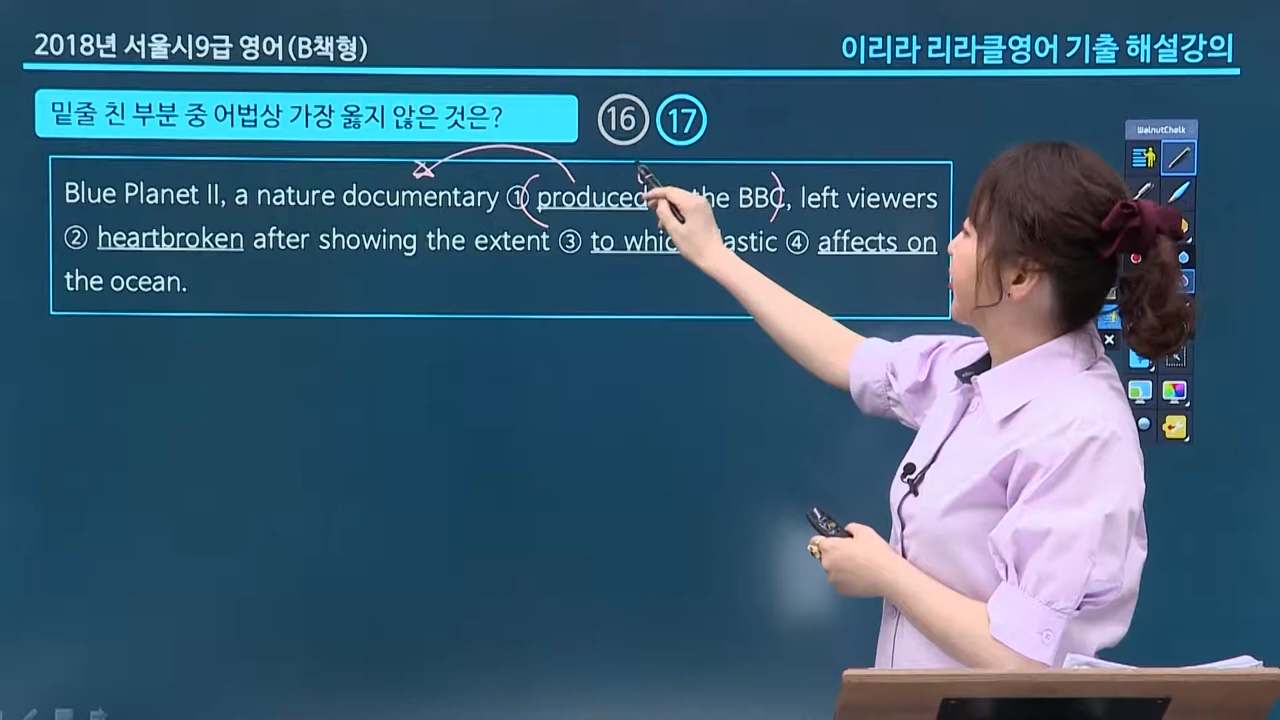 2018년 서울시9급 영어(B책형)
이리라 리라클영어 기출 해설강의
밑줄 친 부분 중 어법상 가장 옳지 않은 것은?
16 17
WalnutChalk
Blue Planet II, a nature documentary ① produced the BBC, left viewers
② heartbroken after showing the extent ③ to ④ affects on
the ocean.